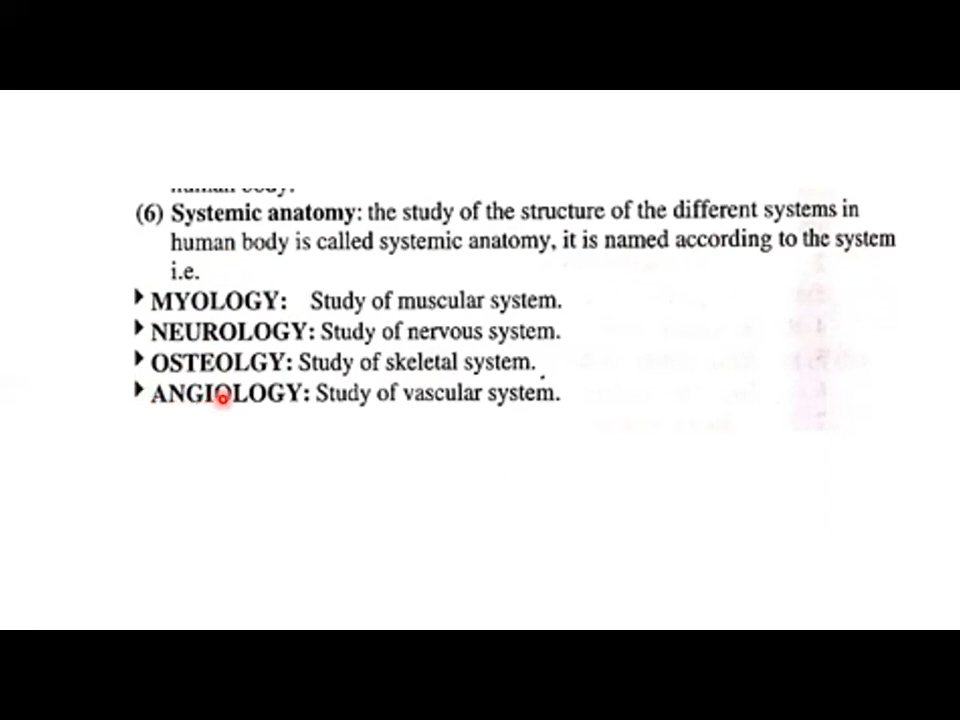 (6) Systemic anatomy: the study of the structure of the different systems in
human body is called systemic anatomy, it is named according to the system
i.e.
MYOLOGY: Study of muscular system.
NEUROLOGY: Study of nervous system.
OSTEOLGY: Study of skeletal system.
ANGIOLOGY: Study of vascular system.